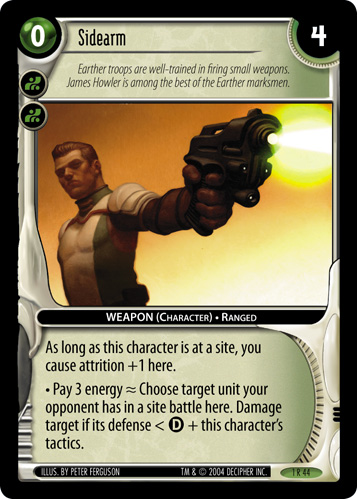 0 Sidearm 4
Earther troops are well-trained in firing small weapons.
James Howler is among the best of the Earther marksmen.
WEAPON (CHARACTER) • RANGED
As long as this character is at a site, you
cause attrition +1 here.
• Pay 3 energy ≈ Choose target unit your
opponent has in a site battle here. Damage
target if its defense < D + this character's
tactics.
ILLUS. BY PETER FERGUSON TM & © 2004 DECIPHER INC. 1 R 44